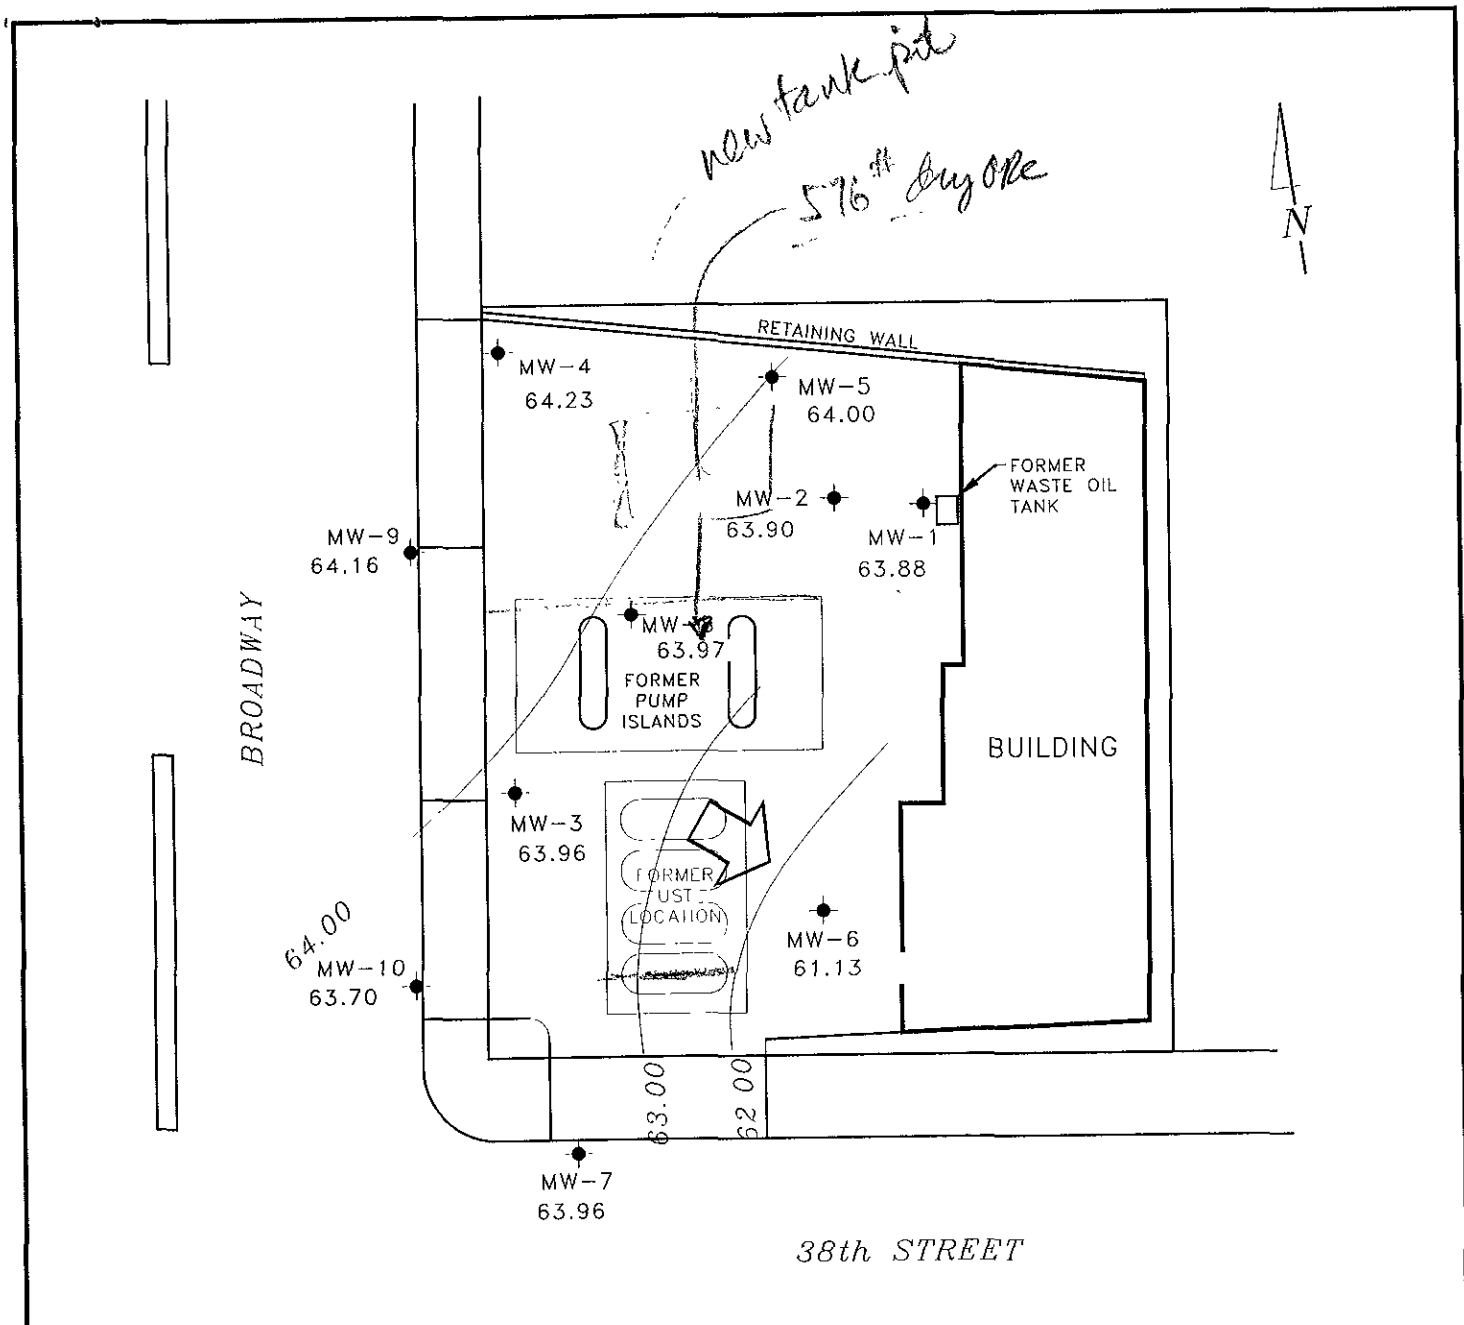 new tank pit
576 # dry ORC
N
RETAINING WALL
MW-4
64.23
MW-5
64.00
FORMER
WASTE OIL
TANK
MW-2
63.90
MW-1
63.88
MW-9
64.16
BROADWAY
MW-8
63.97
FORMER
PUMP
ISLANDS
BUILDING
MW-3
63.96
FORMER
UST
LOCATION
64.00
MW-10
63.70
MW-6
61.13
63.00
62.00
MW-7
63.96
38th STREET